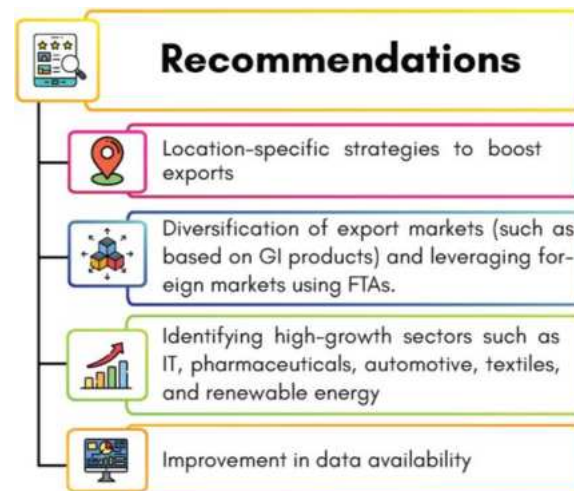 Recommendations
Location-specific strategies to boost
exports
Diversification of export markets (such as
based on GI products) and leveraging for-
eign markets using FTAs.
Identifying high-growth sectors such as
IT, pharmaceuticals, automotive, textiles,
and renewable energy
Improvement in data availability